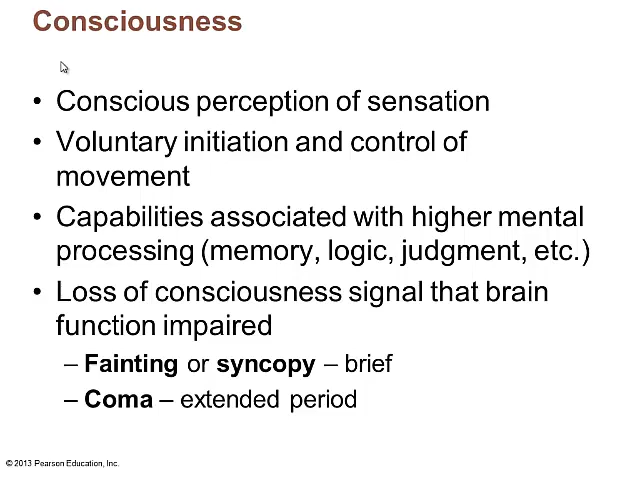 Consciousness
• Conscious perception of sensation
• Voluntary initiation and control of
movement
• Capabilities associated with higher mental
processing (memory, logic, judgment, etc.)
• Loss of consciousness signal that brain
function impaired
– Fainting or syncopy – brief
– Coma – extended period
© 2013 Pearson Education, Inc.